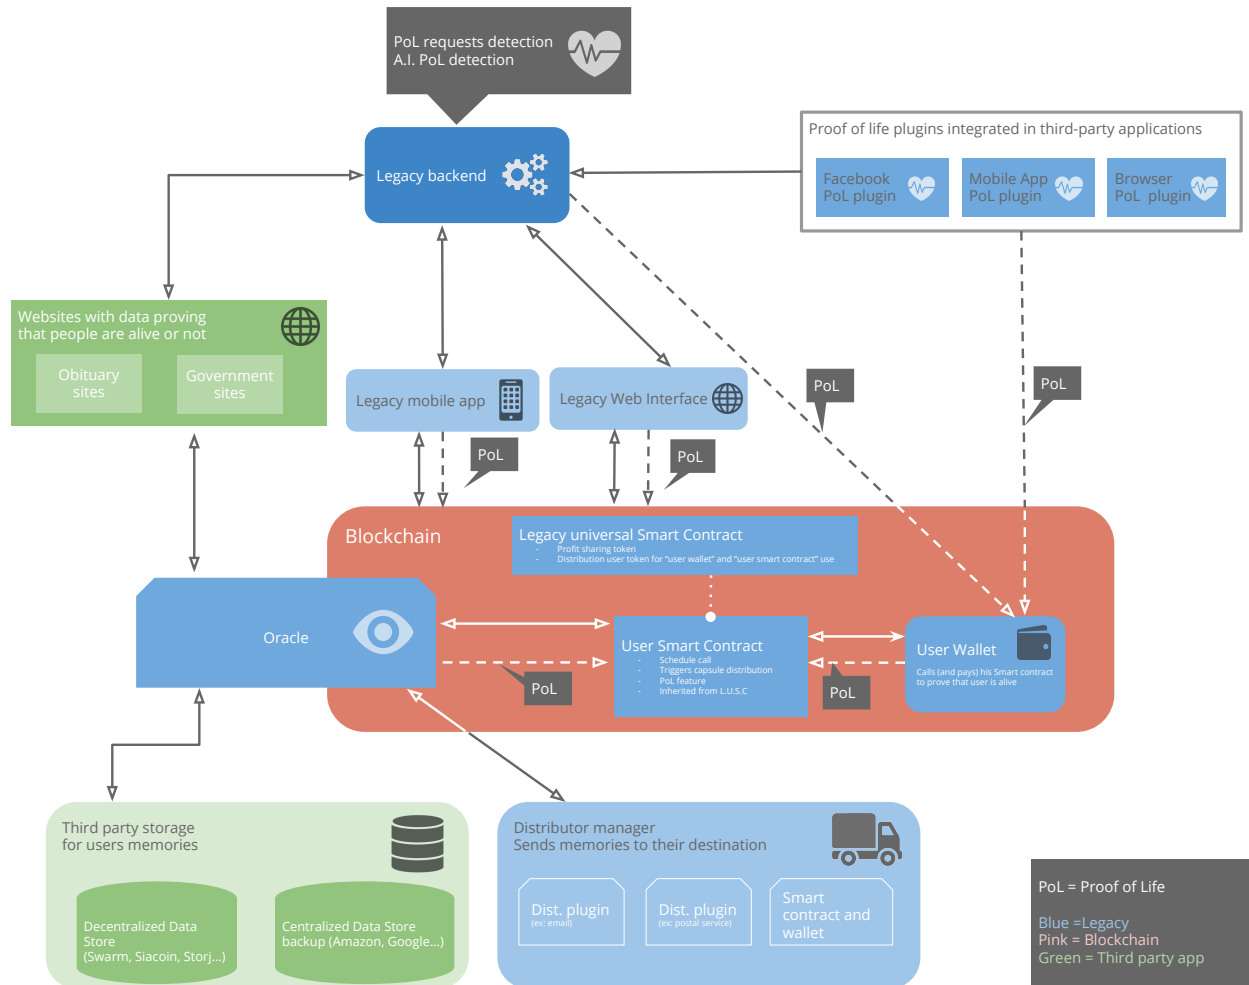 PoL requests detection
A.I. PoL detection
Legacy backend
Proof of life plugins integrated in third-party applications
Facebook
PoL plugin
Mobile App
PoL plugin
Browser
PoL plugin
Websites with data proving
that people are alive or not
Obituary
sites
Government
sites
Legacy mobile app
Legacy Web Interface
PoL
PoL
PoL
PoL
Blockchain
Legacy universal Smart Contract
- Profit sharing token
- Distribution user token for “user wallet” and “user smart contract” use
Oracle
User Smart Contract
- Schedule call
- Triggers capsule distribution
- PoL feature
- Inherited from L.U.S.C
User Wallet
Calls (and pays) his Smart contract
to prove that user is alive
PoL
PoL
Third party storage
for users memories
Decentralized Data
Store
(Swarm, Siacoin, Storj...)
Centralized Data Store
backup (Amazon, Google...)
Distributor manager
Sends memories to their destination
Dist. plugin
(ex: email)
Dist. plugin
(ex: postal service)
Smart
contract and
wallet
PoL = Proof of Life
Blue =Legacy
Pink = Blockchain
Green = Third party app